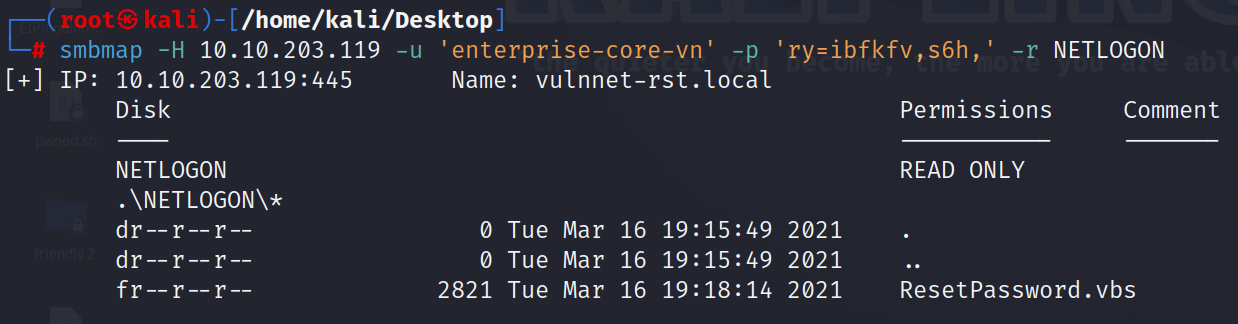 ┌──(root㉿kali)-[/home/kali/Desktop]
└─# smbmap -H 10.10.203.119 -u 'enterprise-core-vn' -p 'ry=ibfkfv,s6h,' -r NETLOGON
[+] IP: 10.10.203.119:445 Name: vulnnet-rst.local
Disk Permissions Comment
---- ----------- -------
NETLOGON READ ONLY
.\NETLOGON\*
dr--r--r-- 0 Tue Mar 16 19:15:49 2021 .
dr--r--r-- 0 Tue Mar 16 19:15:49 2021 ..
fr--r--r-- 2821 Tue Mar 16 19:18:14 2021 ResetPassword.vbs
pwned.sh
friendly2